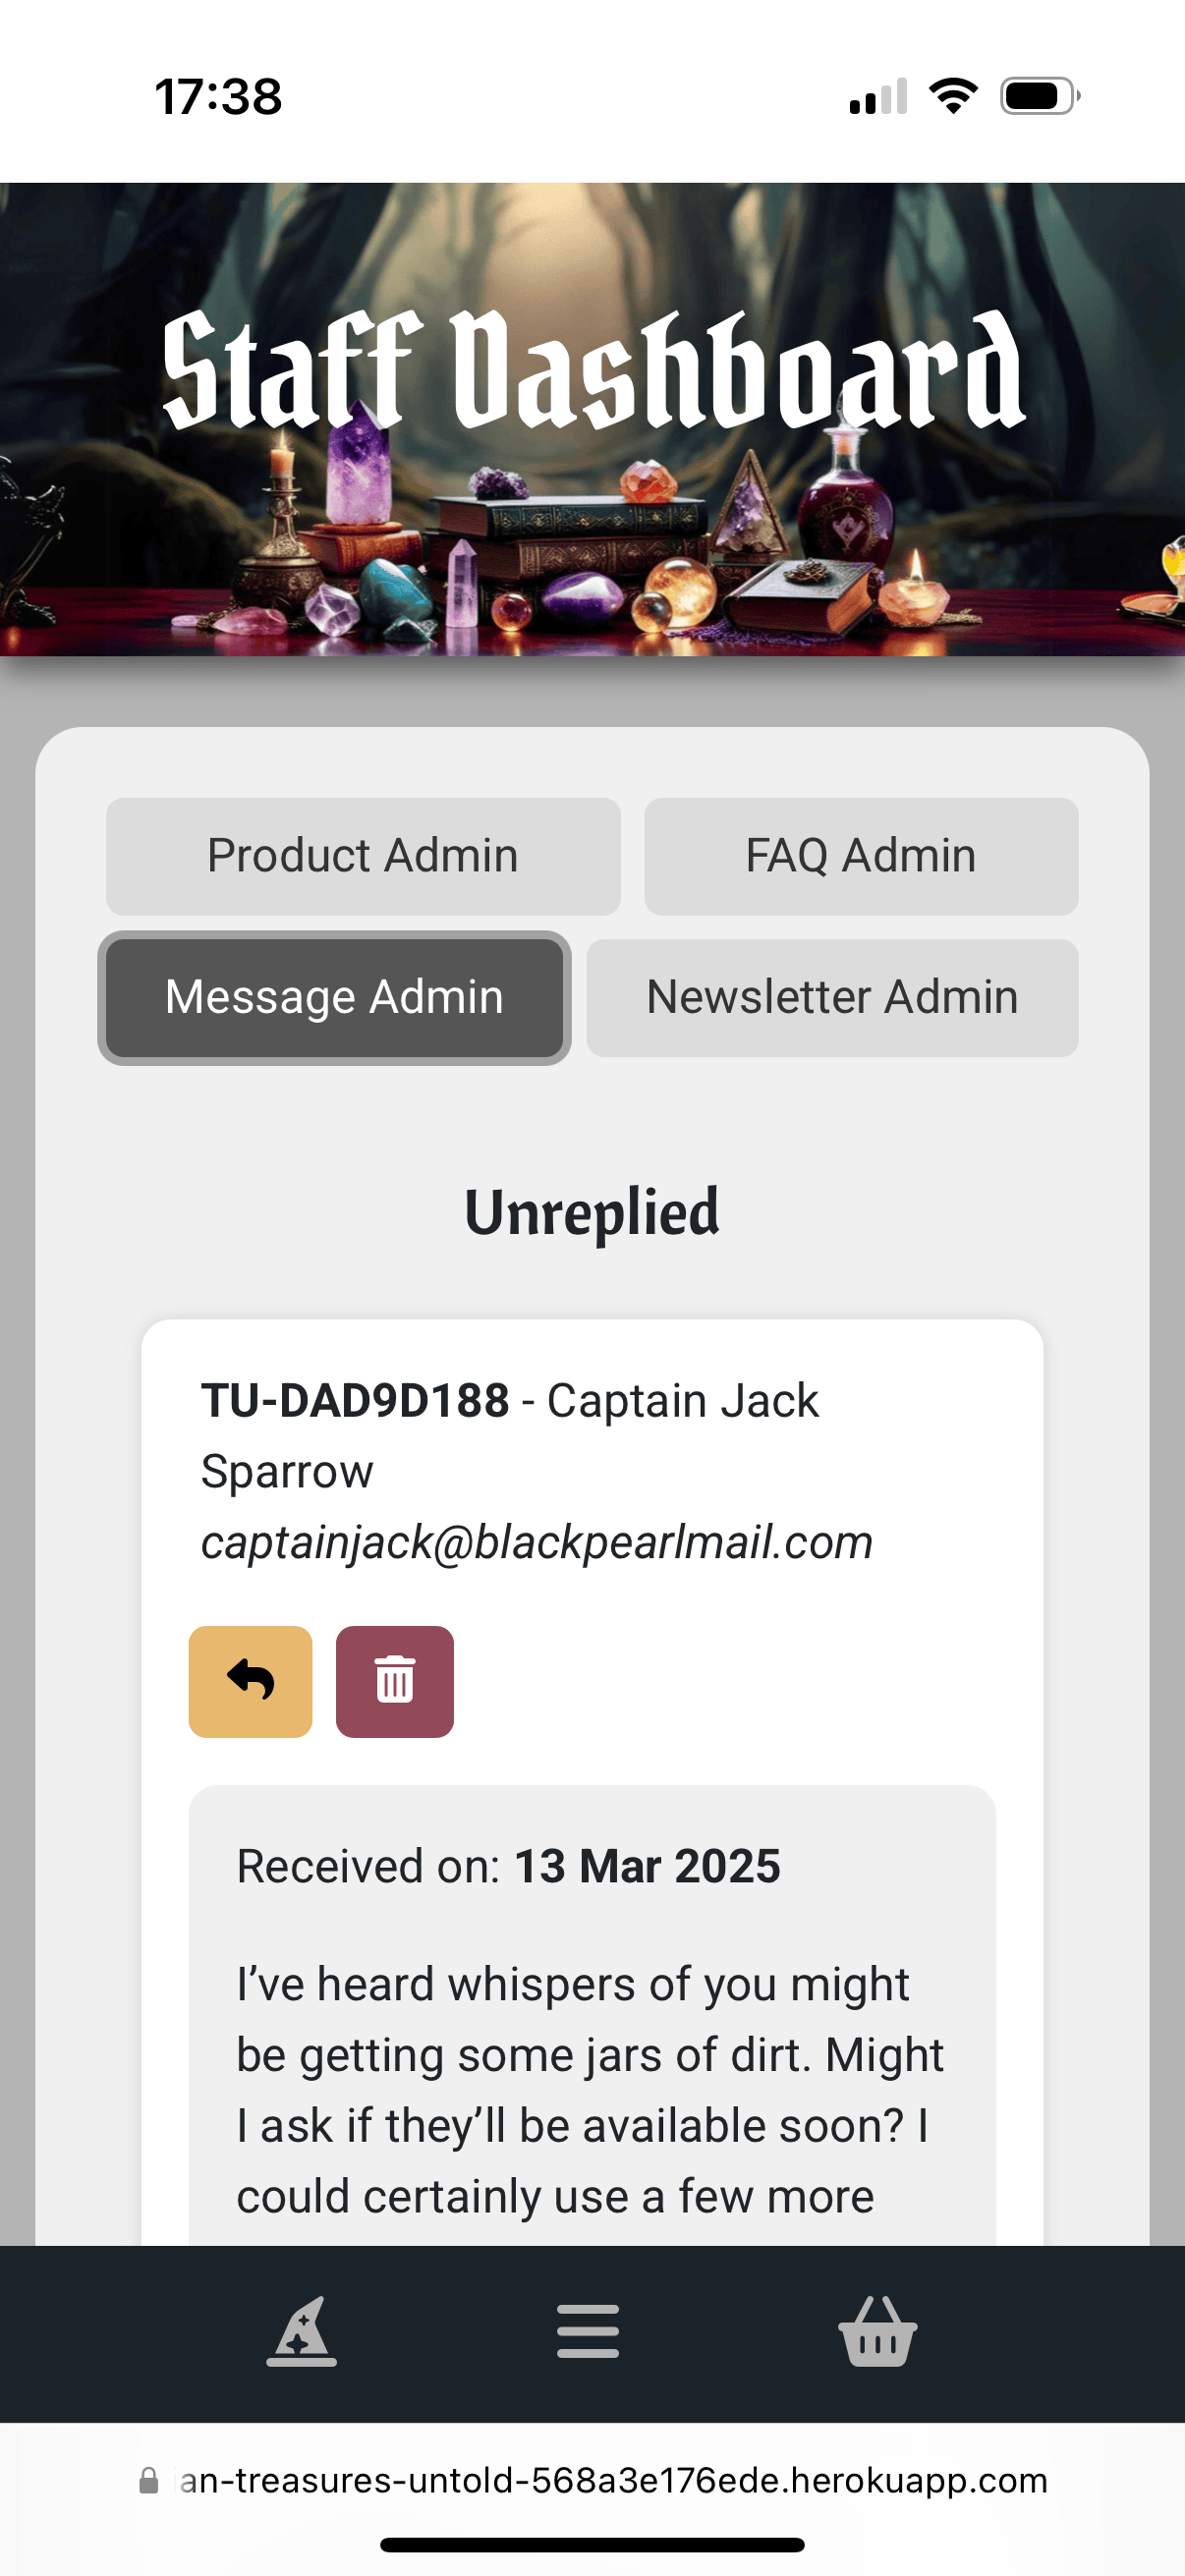 17:38
Staff Dashboard
Product Admin
FAQ Admin
Message Admin
Newsletter Admin
Unreplied
TU-DAD9D188 - Captain Jack
Sparrow
captainjack@blackpearlmail.com
Received on: 13 Mar 2025
I’ve heard whispers of you might
be getting some jars of dirt. Might
I ask if they’ll be available soon? I
could certainly use a few more
an-treasures-untold-568a3e176ede.herokuapp.com